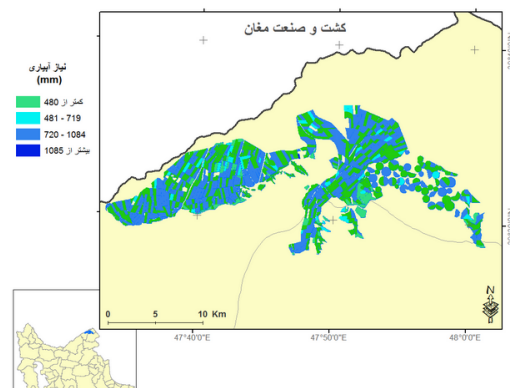 کشت و صنعت مغان
نیاز آبیاری
(mm)
کمتر از 480
481 - 719
720 - 1084
بیشتر از 1085
N
0 5 10 Km
47°40'0"E 47°50'0"E 48°0'0"E